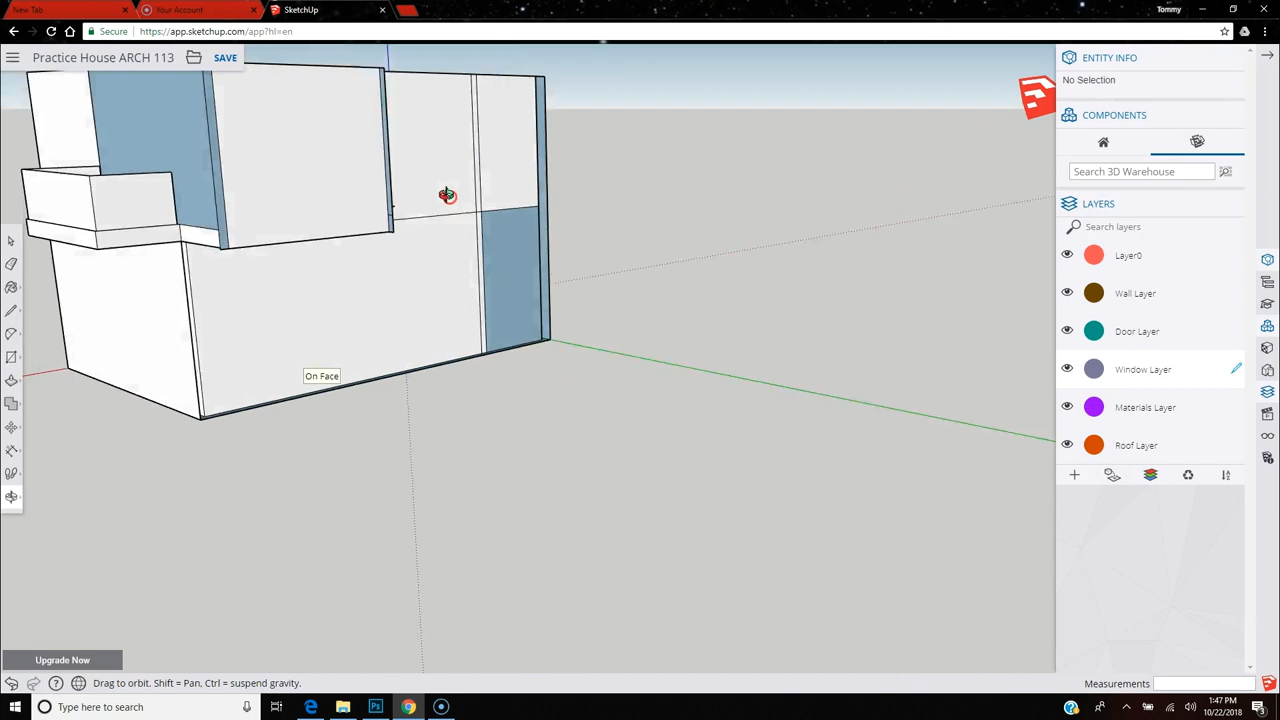 New Tab
Your Account
SketchUp
Tommy
Secure
https://app.sketchup.com/app?hl=en
Practice House ARCH 113
SAVE
ENTITY INFO
No Selection
COMPONENTS
Search 3D Warehouse
LAYERS
Search layers
Layer0
Wall Layer
Door Layer
Window Layer
Materials Layer
Roof Layer
On Face
Upgrade Now
Drag to orbit. Shift = Pan, Ctrl = suspend gravity.
Measurements
Type here to search
Ps
1:47 PM
10/22/2018